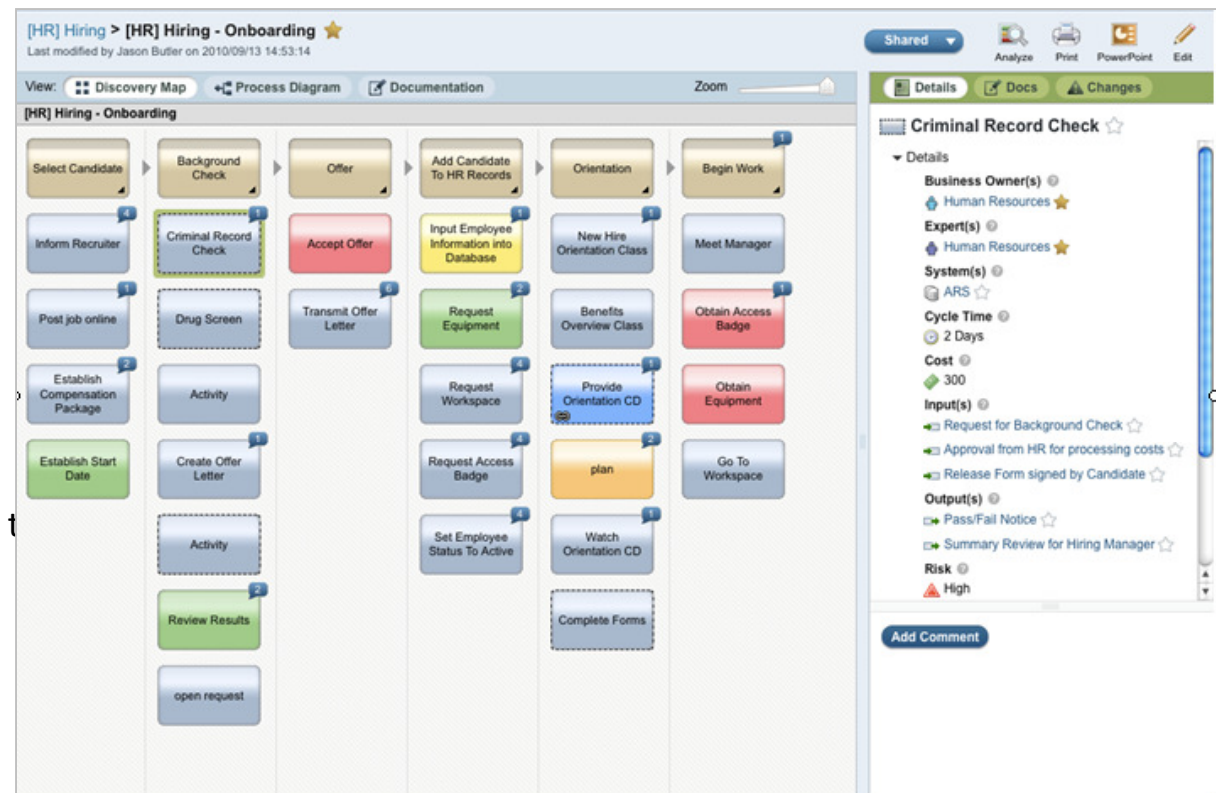 [HR] Hiring > [HR] Hiring - Onboarding
Last modified by Jason Butler on 2010/09/13 14:53:14
Shared
Analyze
Print
PowerPoint
Edit
View:
Discovery Map
Process Diagram
Documentation
Zoom
Details
Docs
Changes
[HR] Hiring - Onboarding
Select Candidate
Inform Recruiter
4
Post job online
1
Establish
Compensation
Package
2
Establish Start
Date
Background
Check
Criminal Record
Check
1
Drug Screen
Activity
Create Offer
Letter
1
Activity
Review Results
2
open request
Offer
Accept Offer
Transmit Offer
Letter
6
Add Candidate
To HR Records
Input Employee
Information into
Database
1
Request
Equipment
2
Request
Workspace
4
Request Access
Badge
4
Set Employee
Status To Active
4
Orientation
New Hire
Orientation Class
1
Benefits
Overview Class
Provide
Orientation CD
1
plan
2
Watch
Orientation CD
1
Complete Forms
Begin Work
1
Meet Manager
Obtain Access
Badge
1
Obtain
Equipment
Go To
Workspace
Criminal Record Check
Details
Business Owner(s)
Human Resources
Expert(s)
Human Resources
System(s)
ARS
Cycle Time
2 Days
Cost
300
Input(s)
Request for Background Check
Approval from HR for processing costs
Release Form signed by Candidate
Output(s)
Pass/Fail Notice
Summary Review for Hiring Manager
Risk
High
Add Comment
t